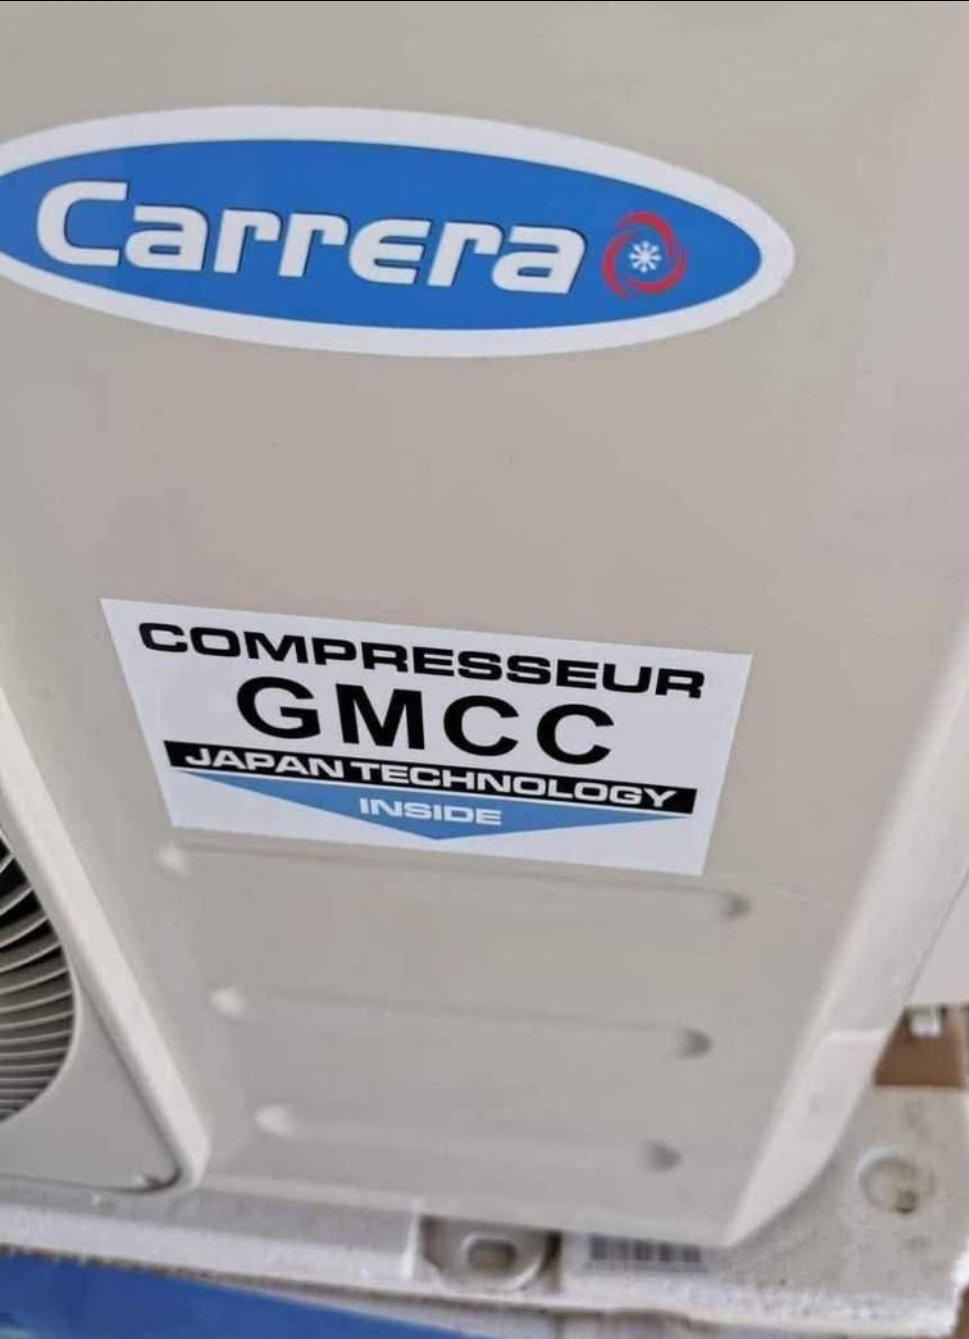 Carrera
COMPRESSEUR
GMCC
JAPAN TECHNOLOGY
INSIDE